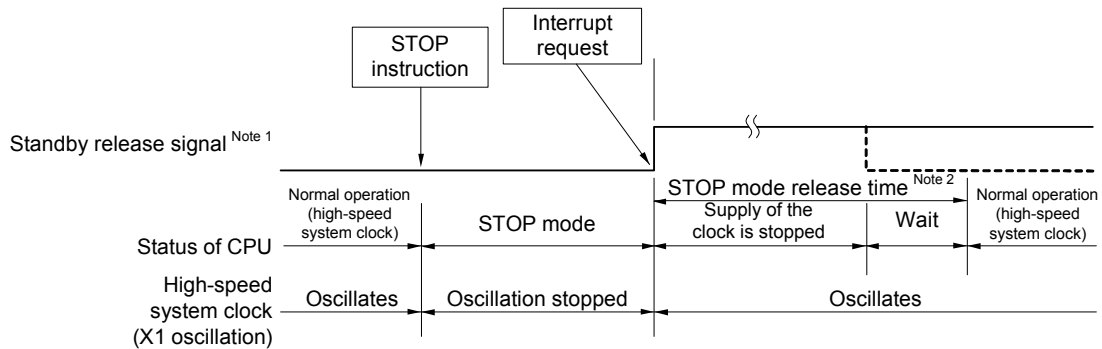 Interrupt
request
STOP
instruction
Standby release signal Note 1
STOP mode release time Note 2
Normal operation
(high-speed
system clock)
STOP mode
Supply of the
clock is stopped
Wait
Normal operation
(high-speed
system clock)
Status of CPU
High-speed
system clock
(X1 oscillation)
Oscillates
Oscillation stopped
Oscillates